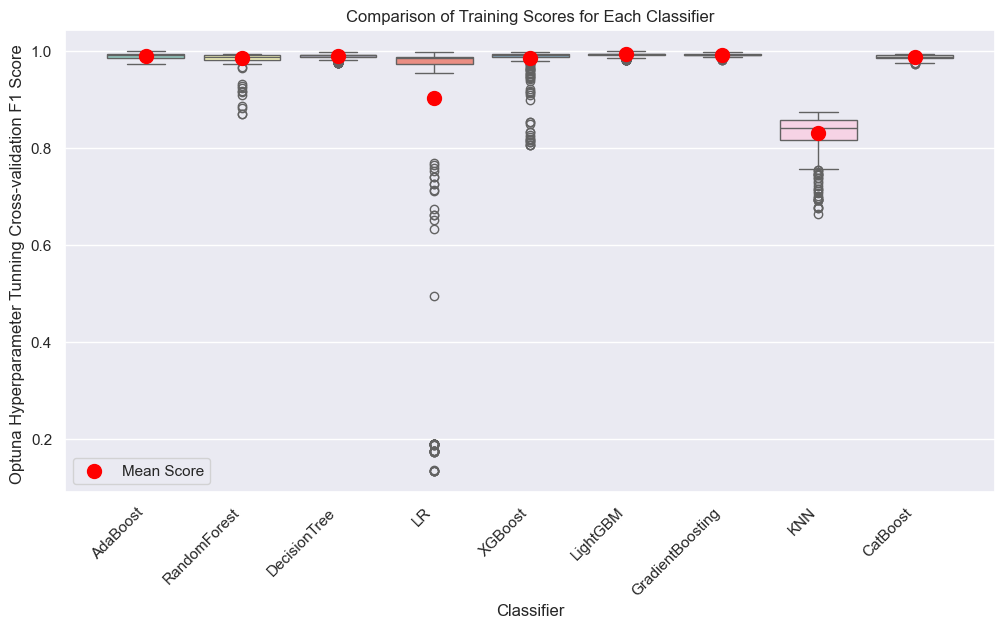 Comparison of Training Scores for Each Classifier
Optuna Hyperparameter Tunning Cross-validation F1 Score
1.0
0.8
0.6
0.4
0.2
Mean Score
AdaBoost
RandomForest
DecisionTree
LR
XGBoost
LightGBM
GradientBoosting
KNN
CatBoost
Classifier